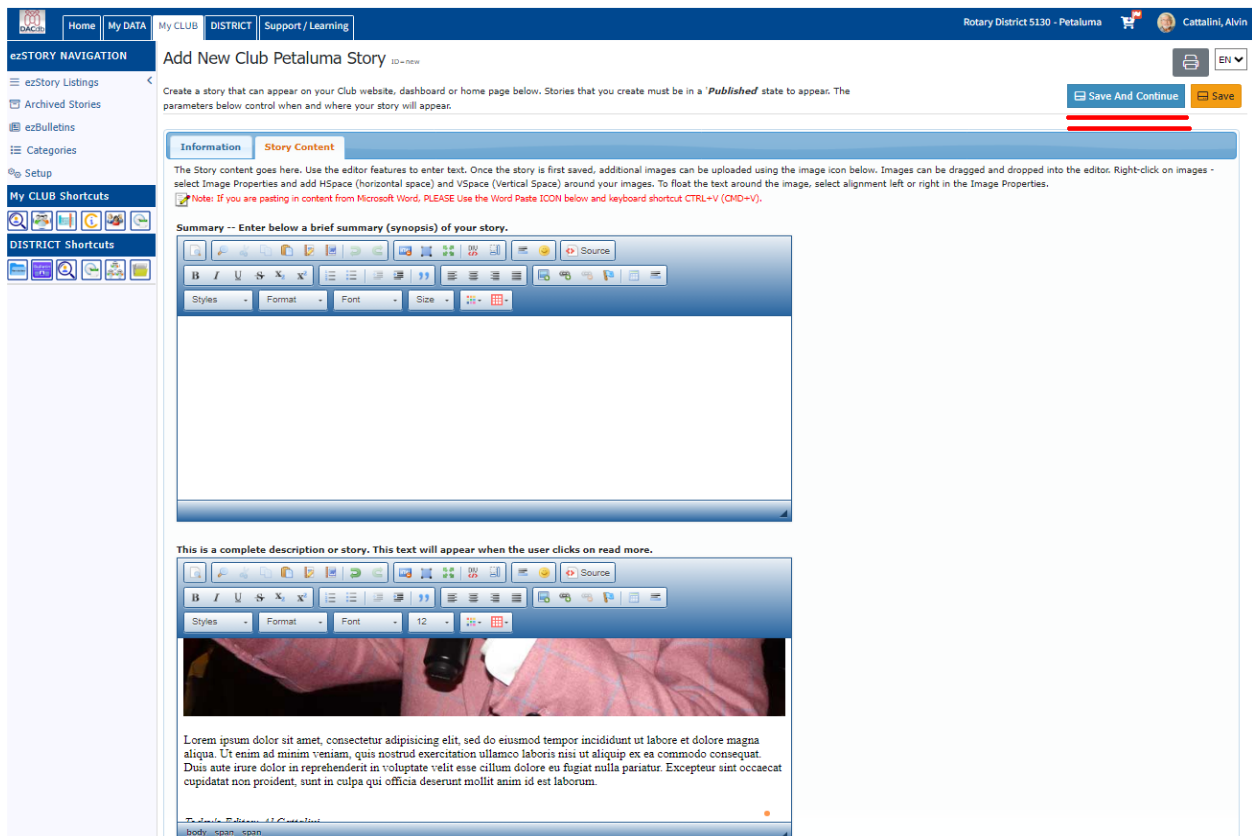 DACdb
Home
My DATA
My CLUB
DISTRICT
Support / Learning
Rotary District 5130 - Petaluma
Cattalini, Alvin
ezSTORY NAVIGATION
ezStory Listings
Archived Stories
ezBulletins
Categories
Setup
My CLUB Shortcuts
DISTRICT Shortcuts
Add New Club Petaluma Story ID=new
EN
Create a story that can appear on your Club website, dashboard or home page below. Stories that you create must be in a `Published` state to appear. The
parameters below control when and where your story will appear.
Save And Continue
Save
Information
Story Content
The Story content goes here. Use the editor features to enter text. Once the story is first saved, additional images can be uploaded using the image icon below. Images can be dragged and dropped into the editor. Right-click on images -
select Image Properties and add HSpace (horizontal space) and VSpace (Vertical Space) around your images. To float the text around the image, select alignment left or right in the Image Properties.
Note: If you are pasting in content from Microsoft Word, PLEASE Use the Word Paste ICON below and keyboard shortcut CTRL+V (CMD+V).
Summary -- Enter below a brief summary (synopsis) of your story.
Source
B I U S X₂ X²
Styles Format Font Size
This is a complete description or story. This text will appear when the user clicks on read more.
Source
B I U S X₂ X²
Styles Format Font 12
Lorem ipsum dolor sit amet, consectetur adipisicing elit, sed do eiusmod tempor incididunt ut labore et dolore magna
aliqua. Ut enim ad minim veniam, quis nostrud exercitation ullamco laboris nisi ut aliquip ex ea commodo consequat.
Duis aute irure dolor in reprehenderit in voluptate velit esse cillum dolore eu fugiat nulla pariatur. Excepteur sint occaecat
cupidatat non proident, sunt in culpa qui officia deserunt mollit anim id est laborum.
Today's Editor: Al Cattalini
body span span